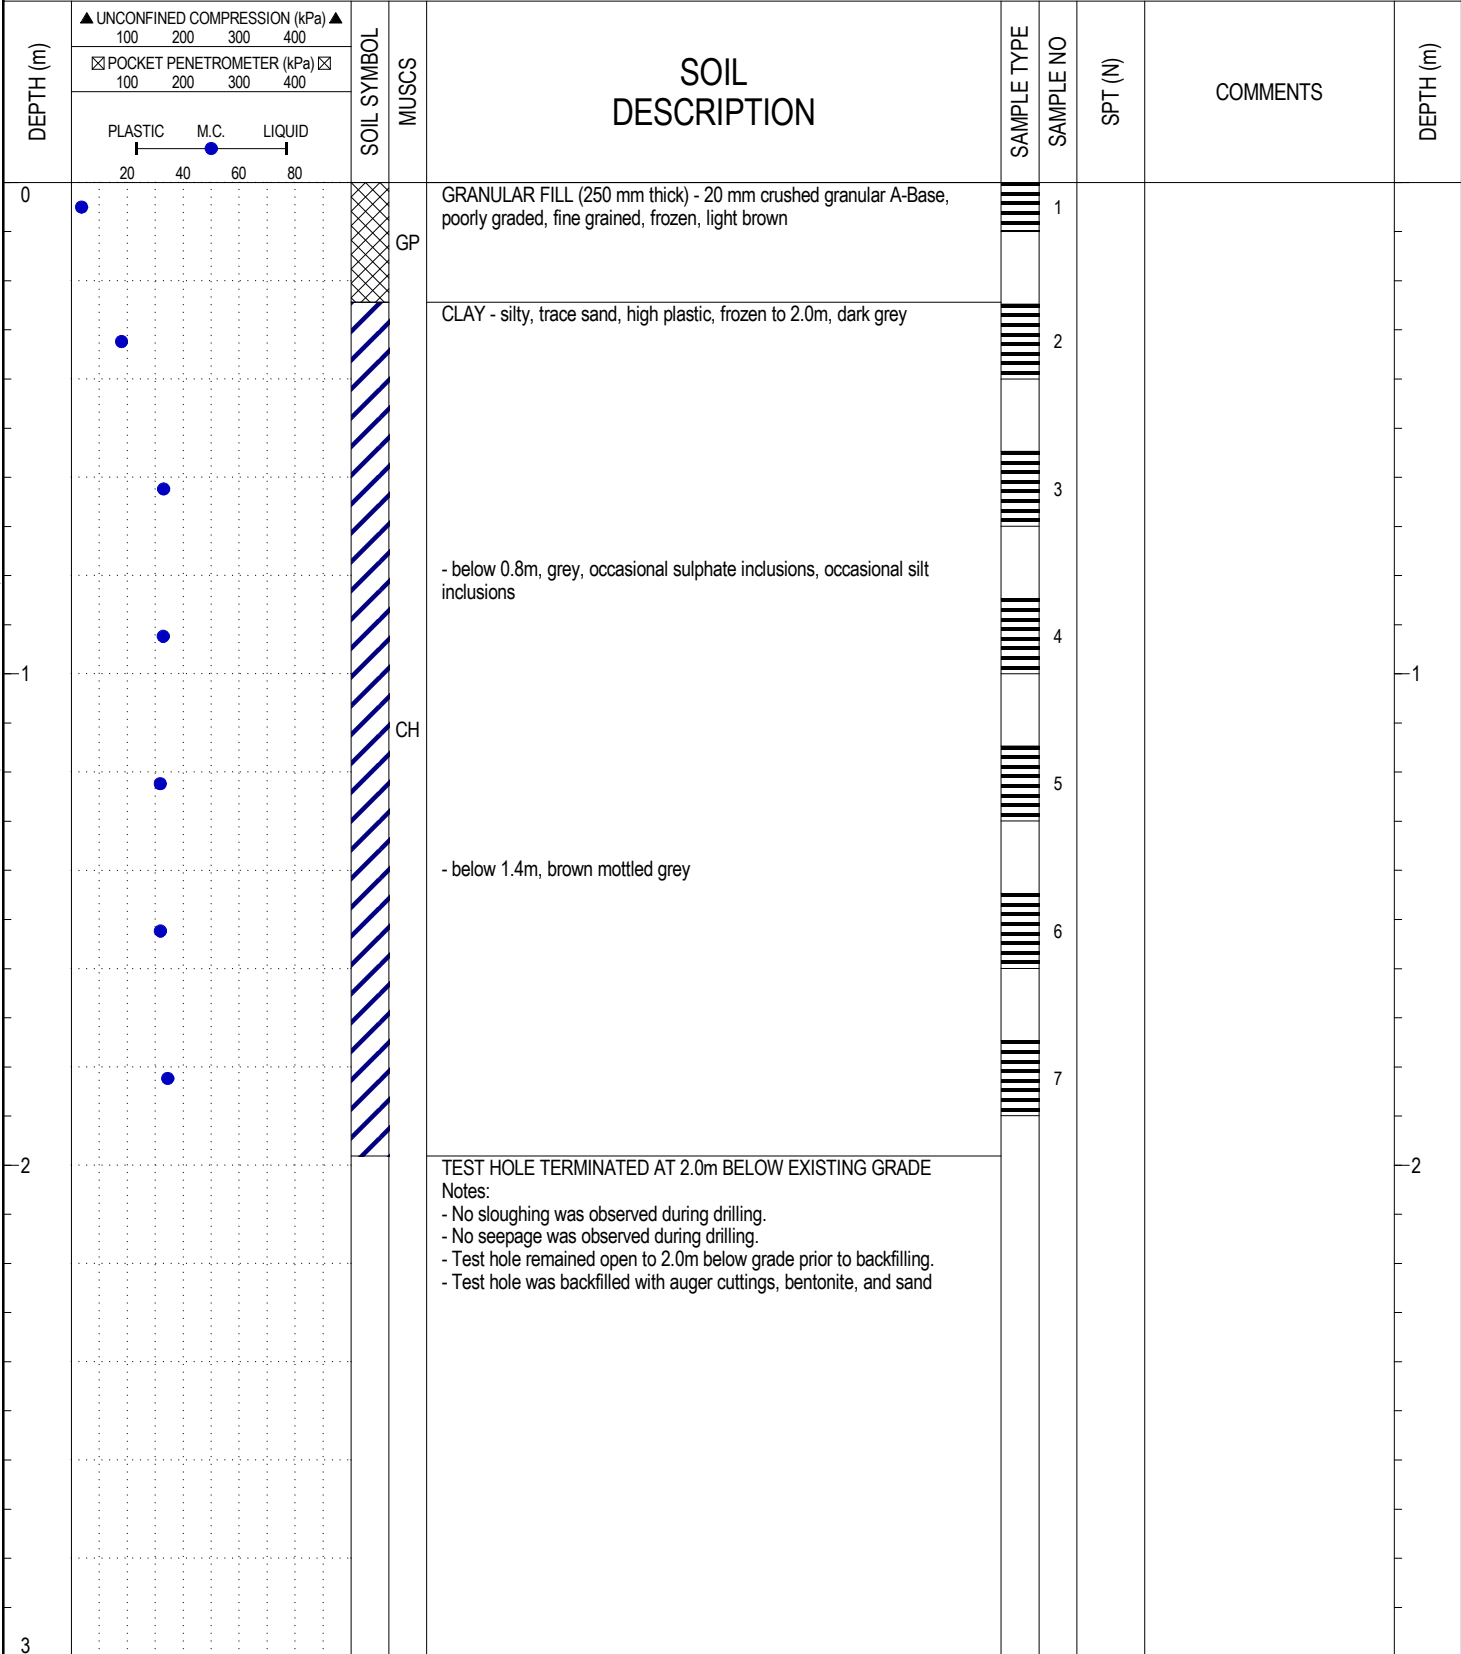 DEPTH (m)
▲ UNCONFINED COMPRESSION (kPa) ▲
100 200 300 400
☒ POCKET PENETROMETER (kPa) ☒
100 200 300 400
PLASTIC M.C. LIQUID
20 40 60 80
SOIL SYMBOL
MUSCS
SOIL
DESCRIPTION
SAMPLE TYPE
SAMPLE NO
SPT (N)
COMMENTS
DEPTH (m)
0
GRANULAR FILL (250 mm thick) - 20 mm crushed granular A-Base,
poorly graded, fine grained, frozen, light brown
1
GP
CLAY - silty, trace sand, high plastic, frozen to 2.0m, dark grey
2
3
- below 0.8m, grey, occasional sulphate inclusions, occasional silt
inclusions
4
1
1
CH
5
- below 1.4m, brown mottled grey
6
7
2
2
TEST HOLE TERMINATED AT 2.0m BELOW EXISTING GRADE
Notes:
- No sloughing was observed during drilling.
- No seepage was observed during drilling.
- Test hole remained open to 2.0m below grade prior to backfilling.
- Test hole was backfilled with auger cuttings, bentonite, and sand
3